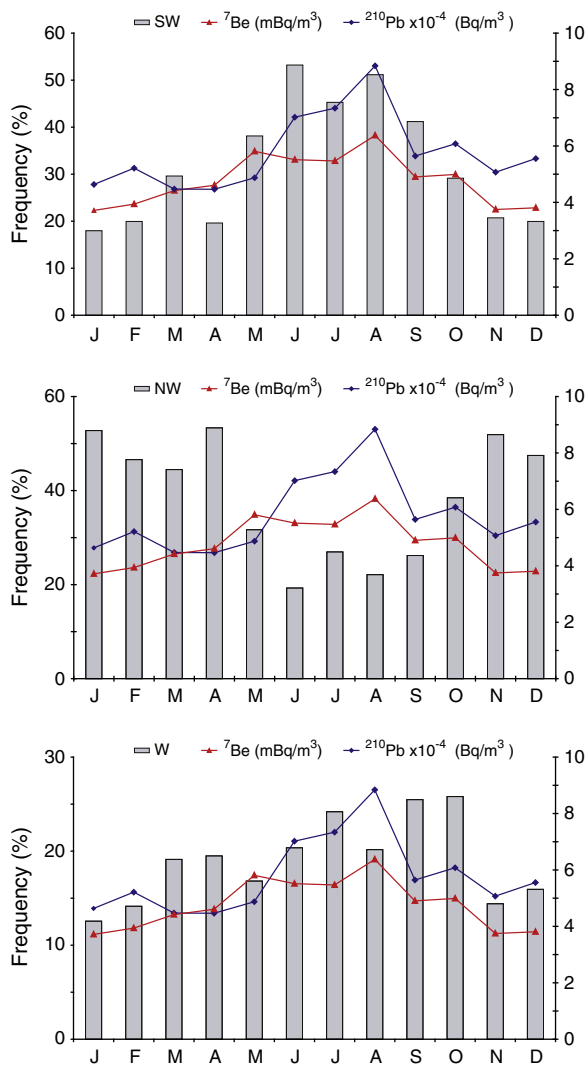 SW ⁷Be (mBq/m³) ²¹⁰Pb x10⁻⁴ (Bq/m³)
60 10
50 8
40 6
30 4
20 2
10 0
0
Frequency (%)
J F M A M J J A S O N D
NW ⁷Be (mBq/m³) ²¹⁰Pb x10⁻⁴ (Bq/m³ )
60 10
40 8
20 6
0 4
2
0
Frequency (%)
J F M A M J J A S O N D
W ⁷Be (mBq/m³) ²¹⁰Pb x10⁻⁴ (Bq/m³ )
30 10
20 8
10 6
0 4
2
0
Frequency (%)
J F M A M J J A S O N D